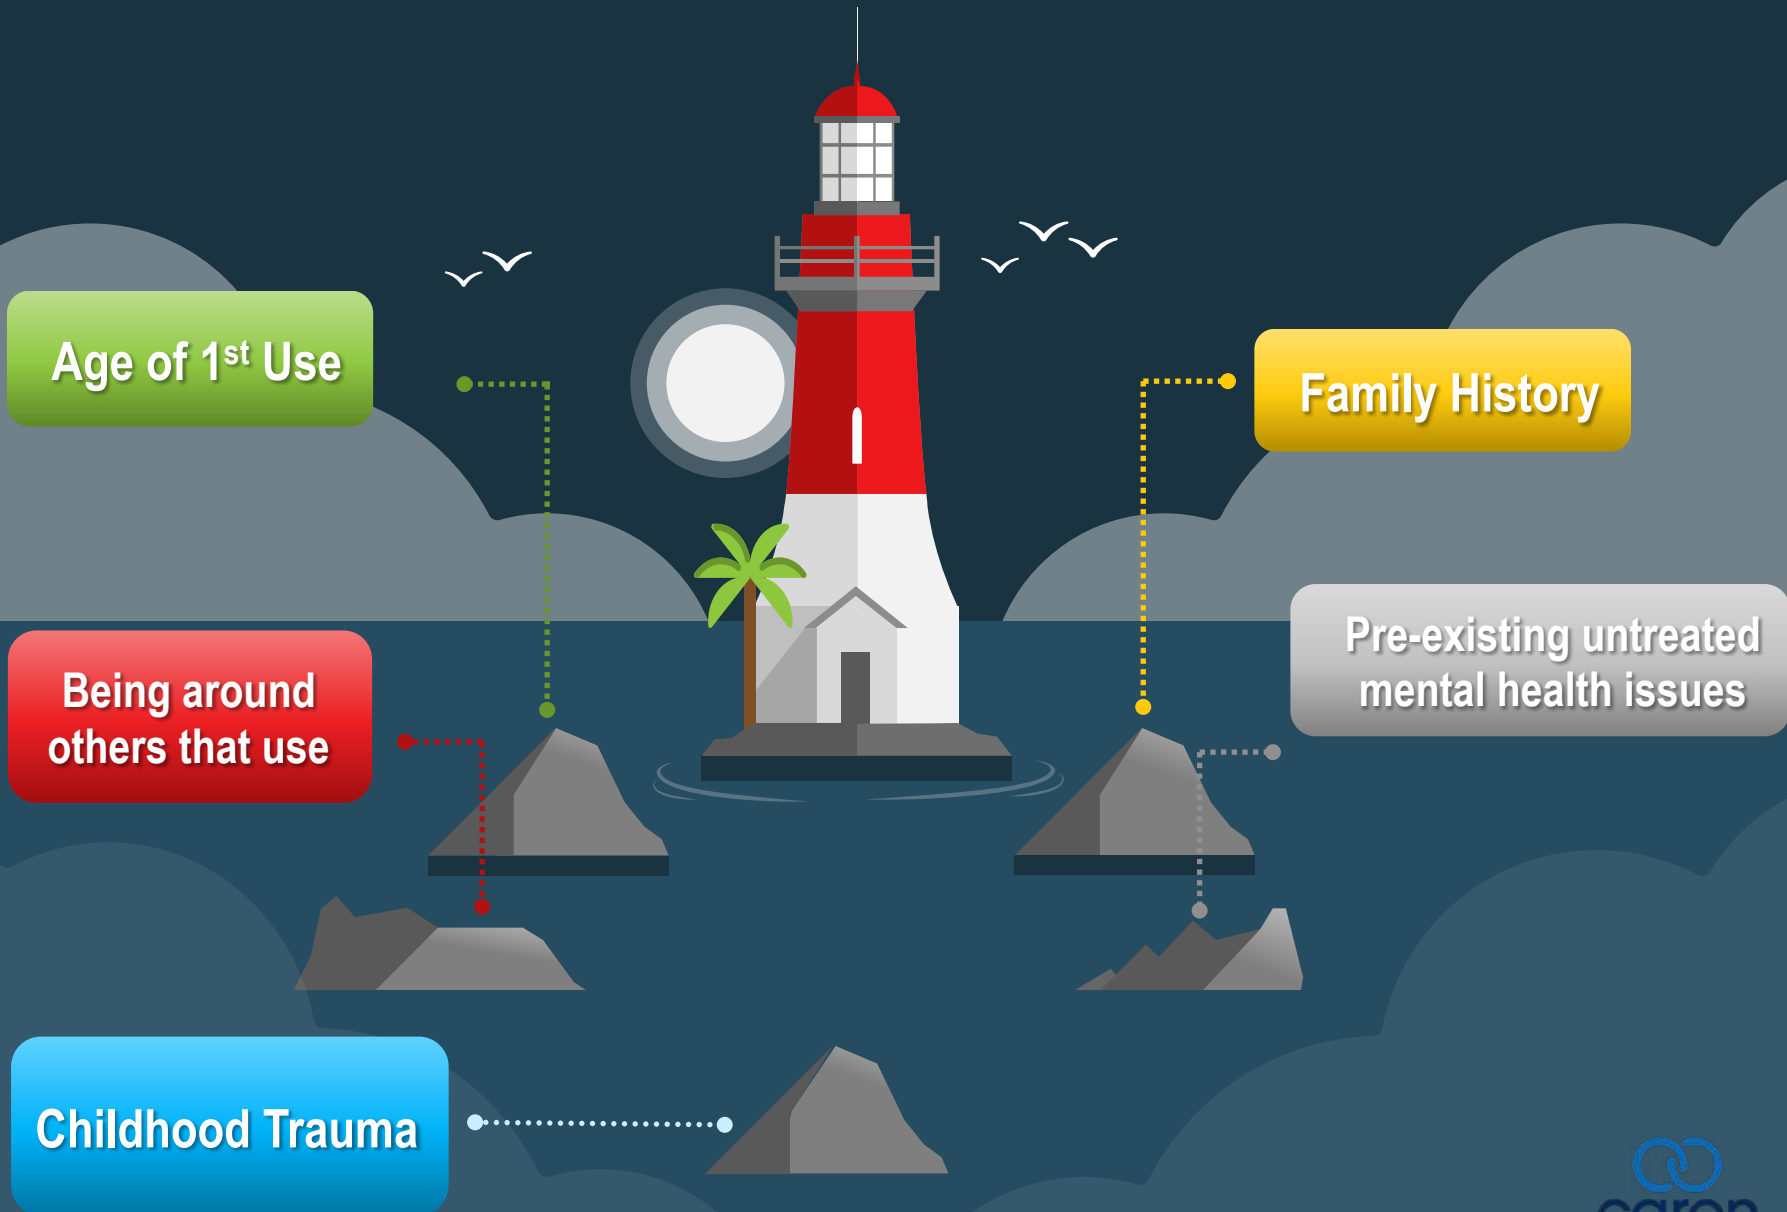 Age of 1st Use
Family History
Being around
others that use
Pre-existing untreated
mental health issues
Childhood Trauma
caron